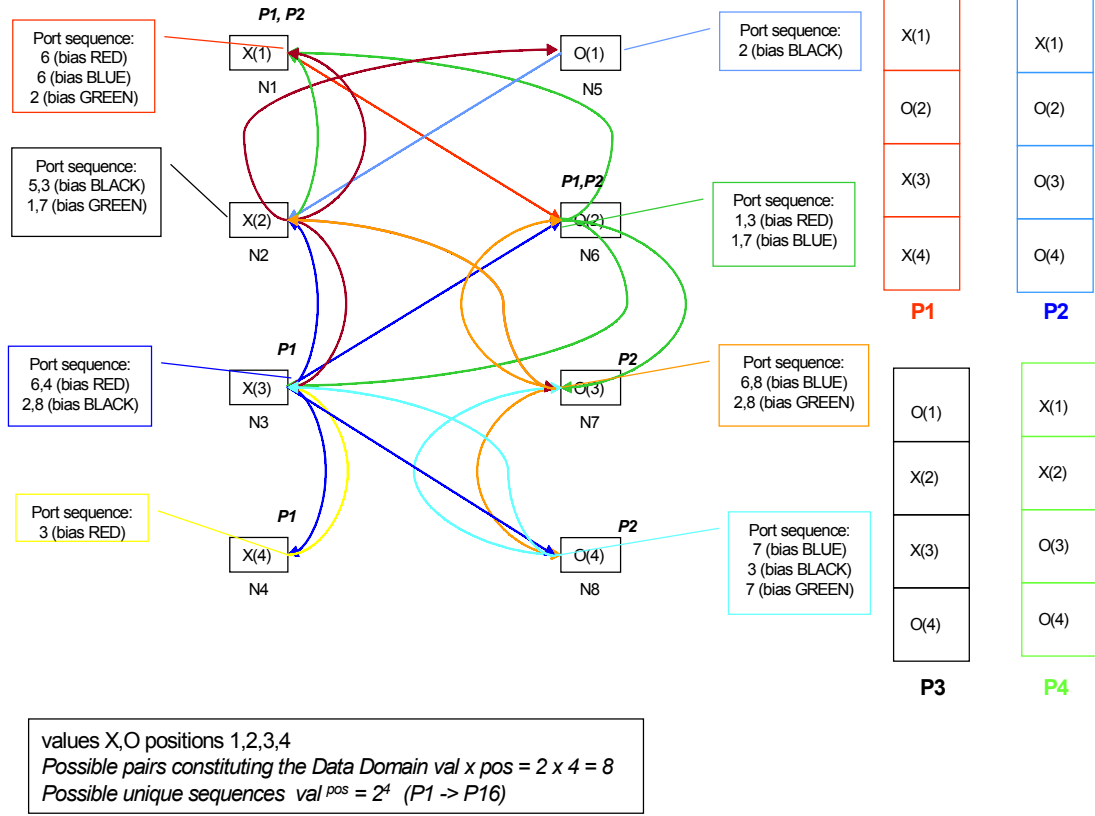 P1, P2
Port sequence:
6 (bias RED)
6 (bias BLUE)
2 (bias GREEN)
X(1)
N1
O(1)
N5
Port sequence:
2 (bias BLACK)
Port sequence:
5,3 (bias BLACK)
1,7 (bias GREEN)
X(2)
N2
P1,P2
O(2)
N6
Port sequence:
1,3 (bias RED)
1,7 (bias BLUE)
Port sequence:
6,4 (bias RED)
2,8 (bias BLACK)
P1
X(3)
N3
P2
O(3)
N7
Port sequence:
6,8 (bias BLUE)
2,8 (bias GREEN)
Port sequence:
3 (bias RED)
P1
X(4)
N4
P2
O(4)
N8
Port sequence:
7 (bias BLUE)
3 (bias BLACK)
7 (bias GREEN)
X(1)
O(2)
X(3)
X(4)
P1
X(1)
O(2)
O(3)
O(4)
P2
O(1)
X(2)
X(3)
O(4)
P3
X(1)
X(2)
O(3)
O(4)
P4
values X,O positions 1,2,3,4
Possible pairs constituting the Data Domain val x pos = 2 x 4 = 8
Possible unique sequences val pos = 2⁴ (P1 -> P16)